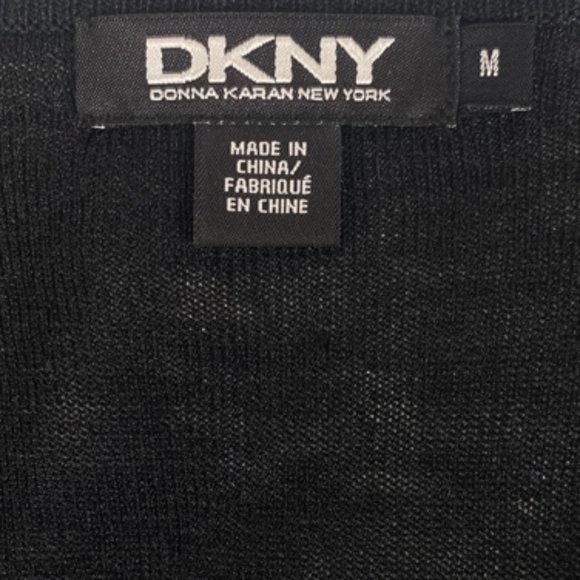 DKNY
DONNA KARAN NEW YORK
M
MADE IN
CHINA/
FABRIQUÉ
EN CHINE